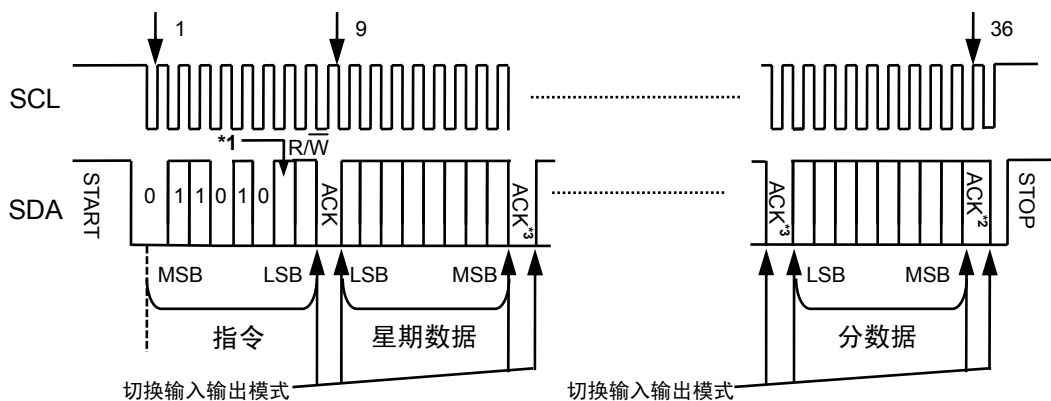 1 9 36
SCL
*1 R/W̅
SDA START 0 1 1 0 1 0 ACK ACK*3 ACK*3 ACK*2 STOP
MSB LSB LSB MSB LSB MSB
指令 星期数据 分数据
切换输入输出模式 切换输入输出模式